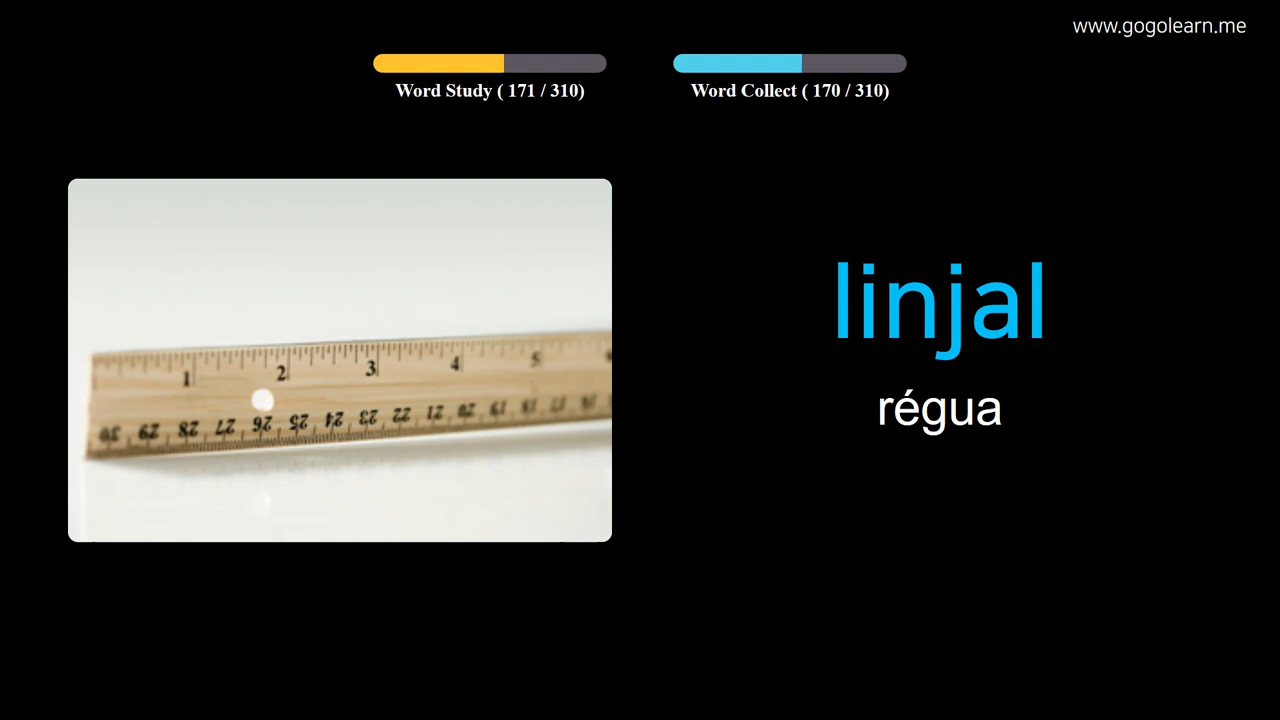 www.gogolearn.me
Word Study ( 171 / 310)
Word Collect ( 170 / 310)
linjal
régua
1 2 3 4 5
30 29 28 27 26 25 24 23 22 21 20 19 18 17 16